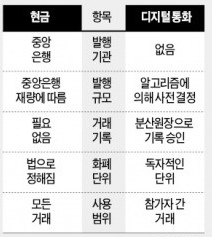 현금 항목 디지털통화
중앙 발행 없음
은행 기관
중앙은행 발행 알고리즘에
재량에 따름 규모 의해 사전 결정
필요 거래 분산원장으로
없음 기록 기록 승인
법으로 화폐 독자적인
정해짐 단위 단위
모든 사용 참가자 간
거래 범위 거래